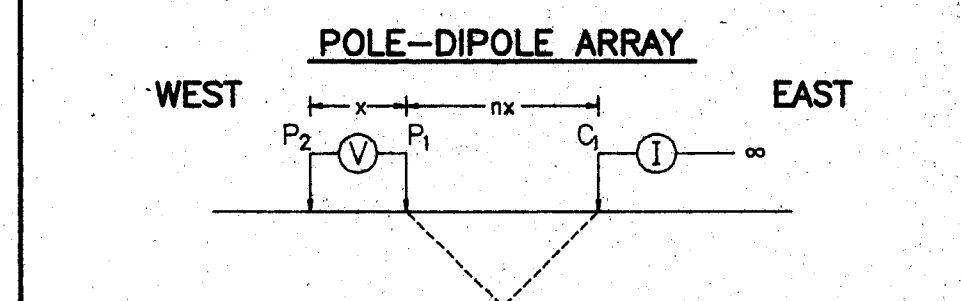 POLE-DIPOLE ARRAY
WEST
EAST
x
nx
P₂
V
P₁
C₁
I
∞